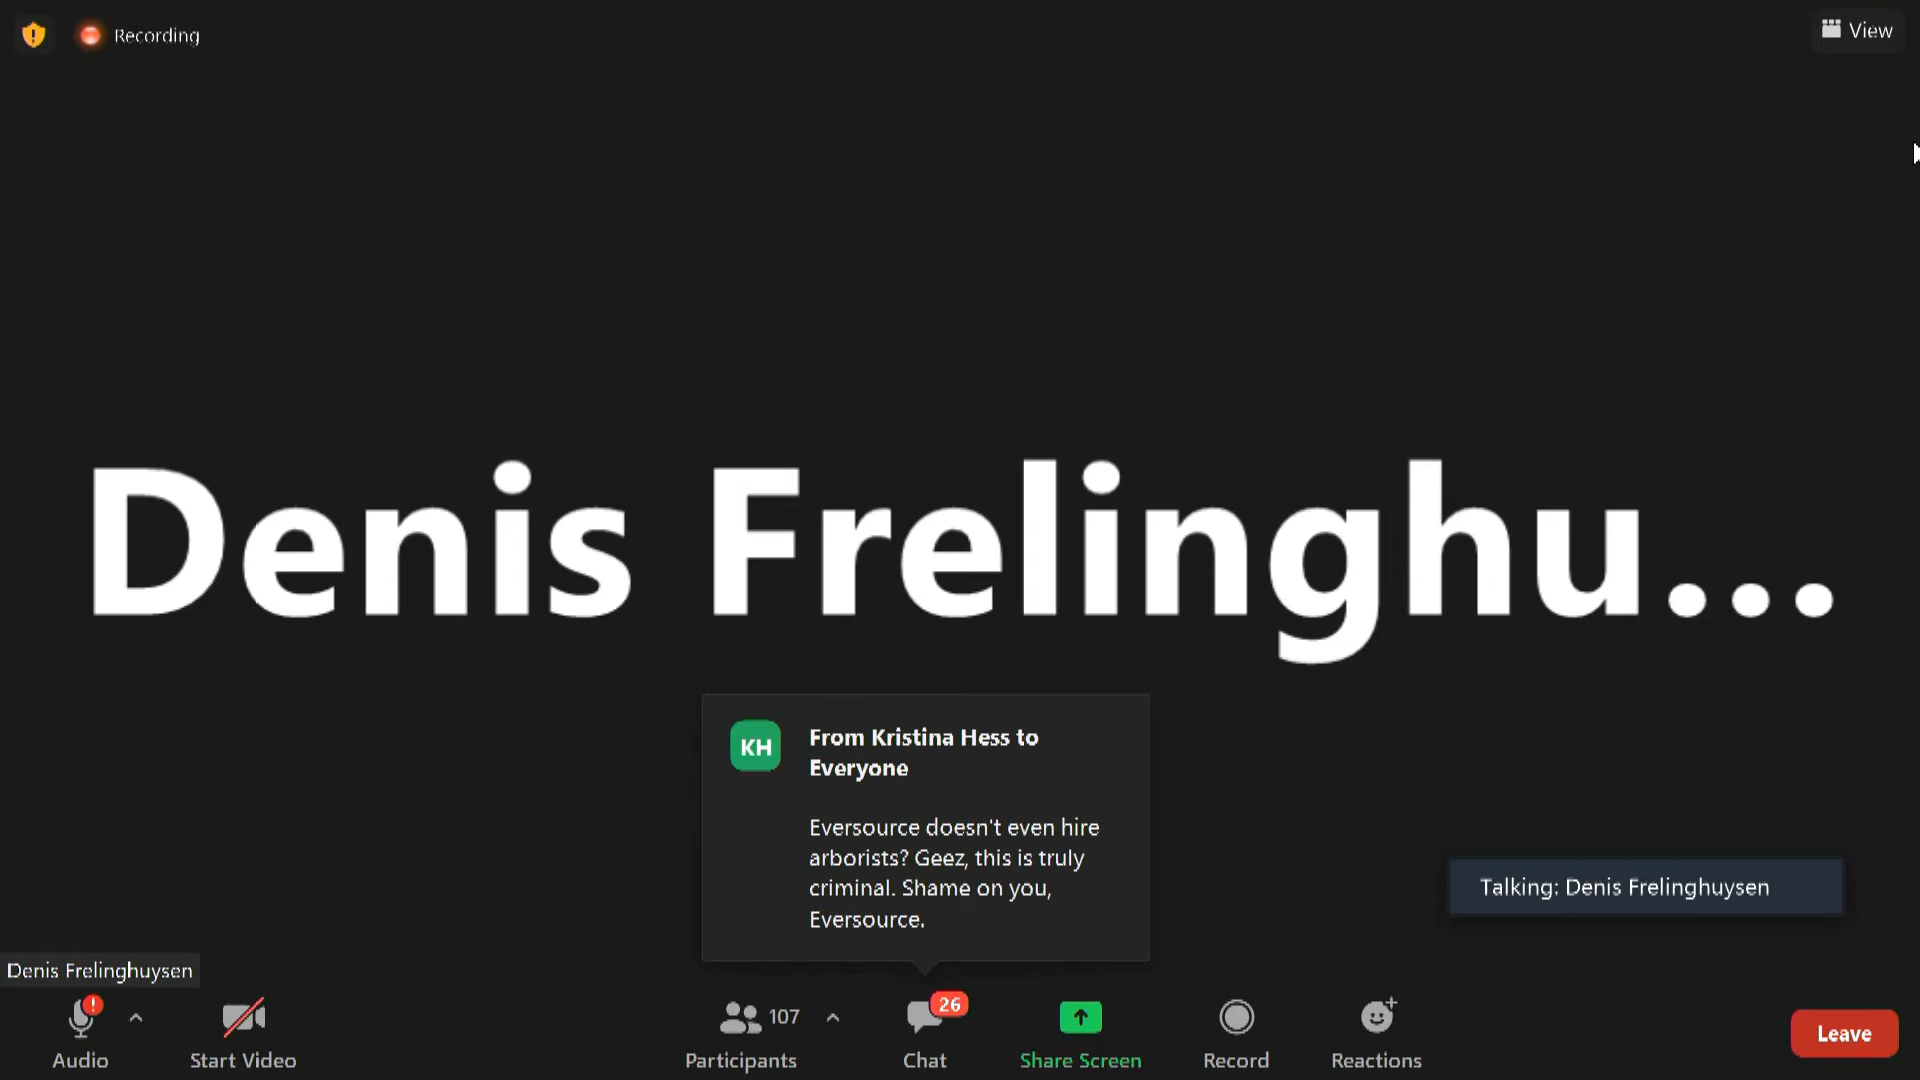 Recording
View
Denis Frelinghu...
KH
From Kristina Hess to
Everyone
Eversource doesn't even hire
arborists? Geez, this is truly
criminal. Shame on you,
Eversource.
Talking: Denis Frelinghuysen
Denis Frelinghuysen
107
26
Audio
Start Video
Participants
Chat
Share Screen
Record
Reactions
Leave